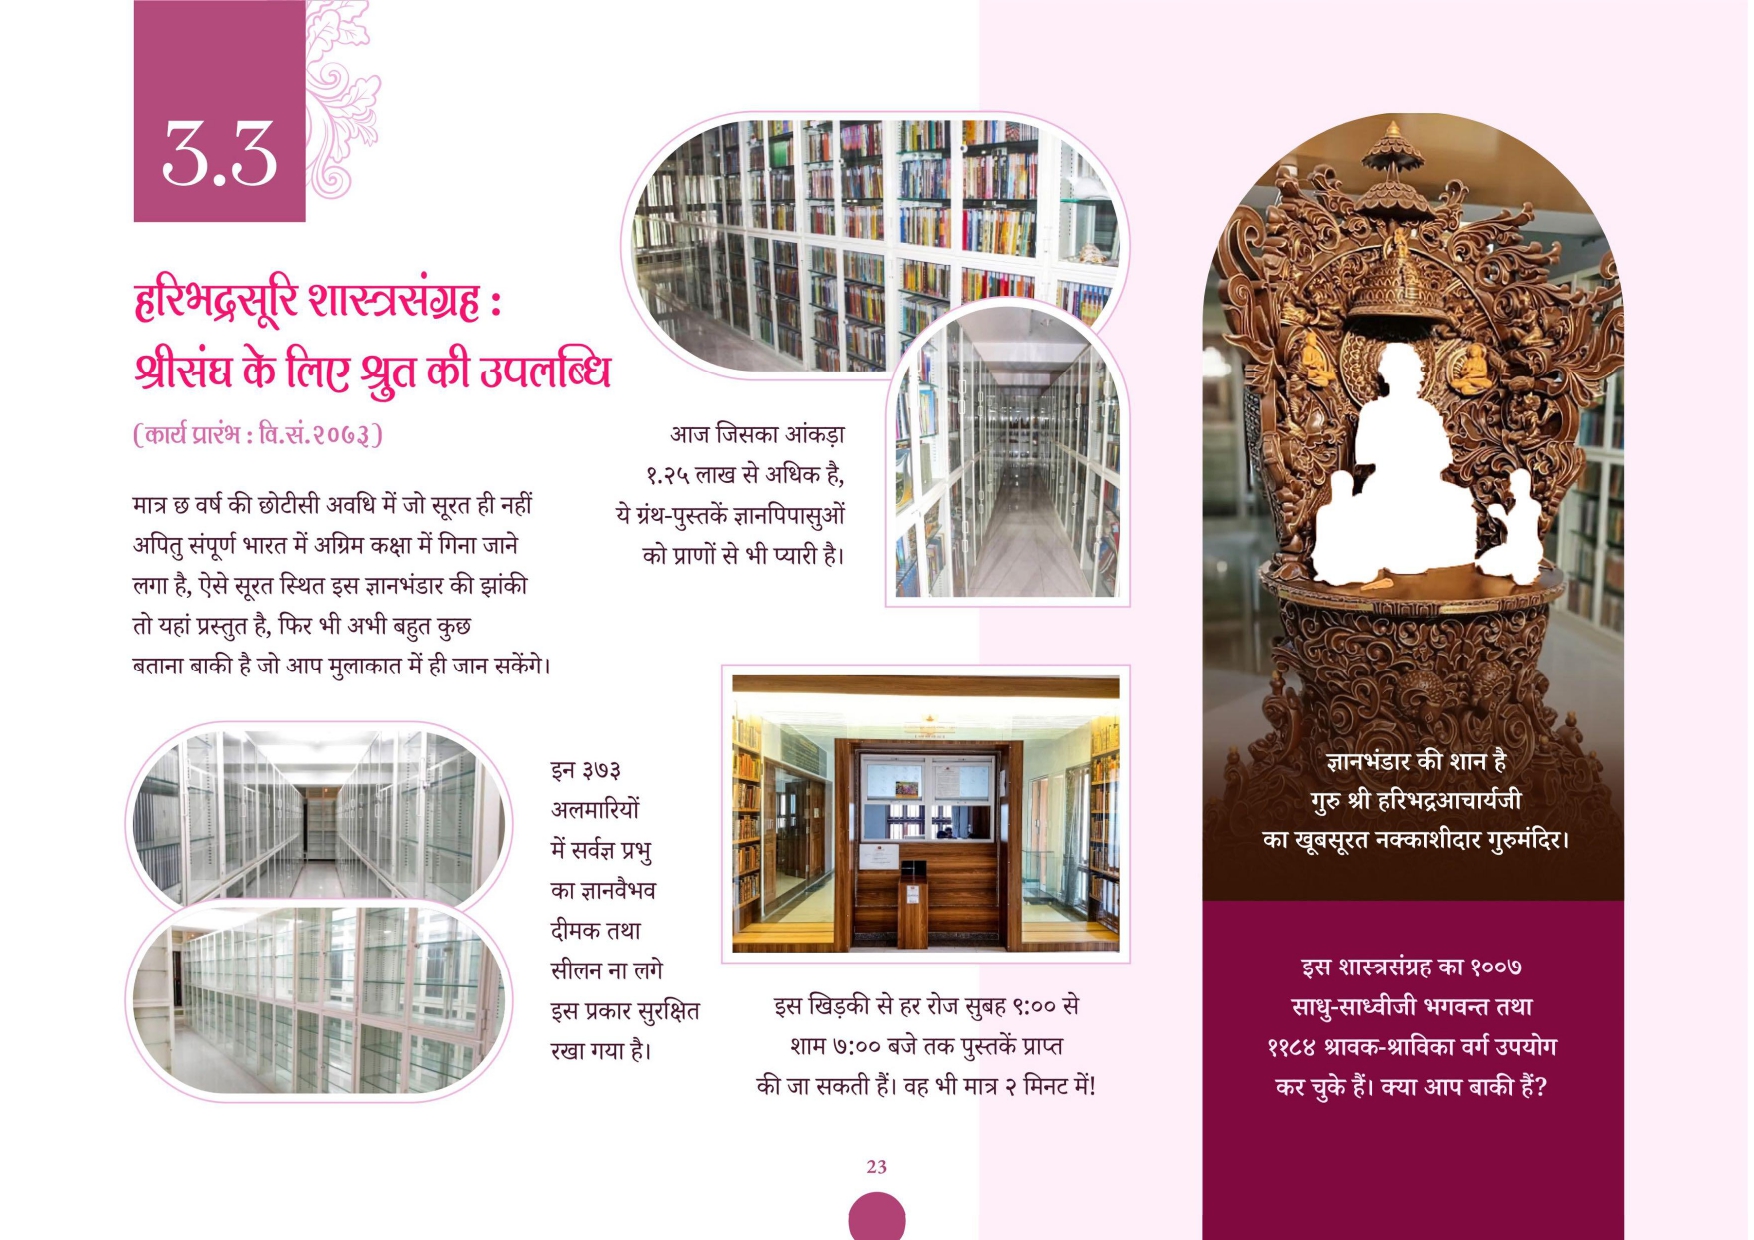 3.3
हरिभद्रसूरि शास्त्रसंग्रह :
श्रीसंघ के लिए श्रुत की उपलब्धि
(कार्य प्रारंभ : वि.सं.२०७३)
मात्र छ वर्ष की छोटीसी अवधि में जो सूरत ही नहीं
अपितु संपूर्ण भारत में अग्रिम कक्षा में गिना जाने
लगा है, ऐसे सूरत स्थित इस ज्ञानभंडार की झांकी
तो यहां प्रस्तुत है, फिर भी अभी बहुत कुछ
बताना बाकी है जो आप मुलाकात में ही जान सकेंगे।
आज जिसका आंकड़ा
१.२५ लाख से अधिक है,
ये ग्रंथ-पुस्तकें ज्ञानपिपासुओं
को प्राणों से भी प्यारी है।
इन ३७३
अलमारियों
में सर्वज्ञ प्रभु
का ज्ञानवैभव
दीमक तथा
सीलन ना लगे
इस प्रकार सुरक्षित
रखा गया है।
इस खिड़की से हर रोज सुबह ९:०० से
शाम ७:०० बजे तक पुस्तकें प्राप्त
की जा सकती हैं। वह भी मात्र २ मिनट में!
ज्ञानभंडार की शान है
गुरु श्री हरिभद्रआचार्यजी
का खूबसूरत नक्काशीदार गुरुमंदिर।
इस शास्त्रसंग्रह का १००७
साधु-साध्वीजी भगवन्त तथा
११८४ श्रावक-श्राविका वर्ग उपयोग
कर चुके हैं। क्या आप बाकी हैं?
23